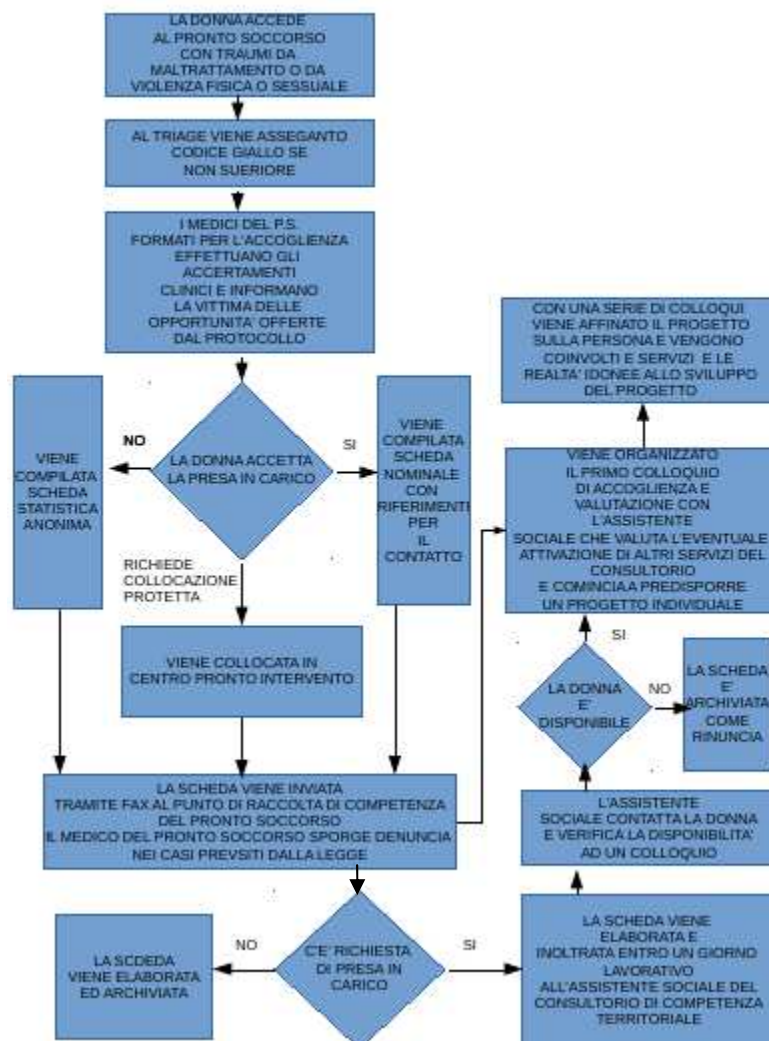 LA DONNA ACCEDE
AL PRONTO SOCCORSO
CON TRAUMI DA
MALTRATTAMENTO O DA
VIOLENZA FISICA O SESSUALE
AL TRIAGE VIENE ASSEGANTO
CODICE GIALLO SE
NON SUERIORE
I MEDICI DEL P.S.
FORMATI PER L'ACCOGLIENZA
EFFETTUANO GLI
ACCERTAMENTI
CLINICI E INFORMANO
LA VITTIMA DELLE
OPPORTUNITA' OFFERTE
DAL PROTOCOLLO
LA DONNA ACCETTA
LA PRESA IN CARICO
NO
VIENE
COMPILATA
SCHEDA
STATISTICA
ANONIMA
SI
VIENE
COMPILATA
SCHEDA
NOMINALE
CON
RIFERIMENTI
PER
IL
CONTATTO
RICHIEDE
COLLOCAZIONE
PROTETTA
VIENE COLLOCATA IN
CENTRO PRONTO INTERVENTO
LA SCHEDA VIENE INVIATA
TRAMITE FAX AL PUNTO DI RACCOLTA DI COMPETENZA
DEL PRONTO SOCCORSO
IL MEDICO DEL PRONTO SOCCORSO SPORGE DENUNCIA
NEI CASI PREVSITI DALLA LEGGE
C'E' RICHIESTA
DI PRESA IN
CARICO
NO
LA SCDEDA
VIENE ELABORATA
ED ARCHIVIATA
SI
LA SCHEDA VIENE
ELABORATA E
INOLTRATA ENTRO UN GIORNO
LAVORATIVO
ALL'ASSISTENTE SOCIALE DEL
CONSULTORIO DI COMPETENZA
TERRITORIALE
L'ASSISTENTE
SOCIALE CONTATTA LA DONNA
E VERIFICA LA DISPONIBILITA'
AD UN COLLOQUIO
LA DONNA
E'
DISPONIBILE
NO
LA SCHEDA
E'
ARCHIVIATA
COME
RINUNCIA
SI
VIENE ORGANIZZATO
IL PRIMO COLLOQUIO
DI ACCOGLIENZA E
VALUTAZIONE CON
L'ASSISTENTE
SOCIALE CHE VALUTA L'EVENTUALE
ATTIVAZIONE DI ALTRI SERVIZI DEL
CONSULTORIO
E COMINCIA A PREDISPORRE
UN PROGETTO INDIVIDUALE
CON UNA SERIE DI COLLOQUI
VIENE AFFINATO IL PROGETTO
SULLA PERSONA E VENGONO
COINVOLTI E SERVIZI E LE
REALTA' IDONEE ALLO SVILUPPO
DEL PROGETTO